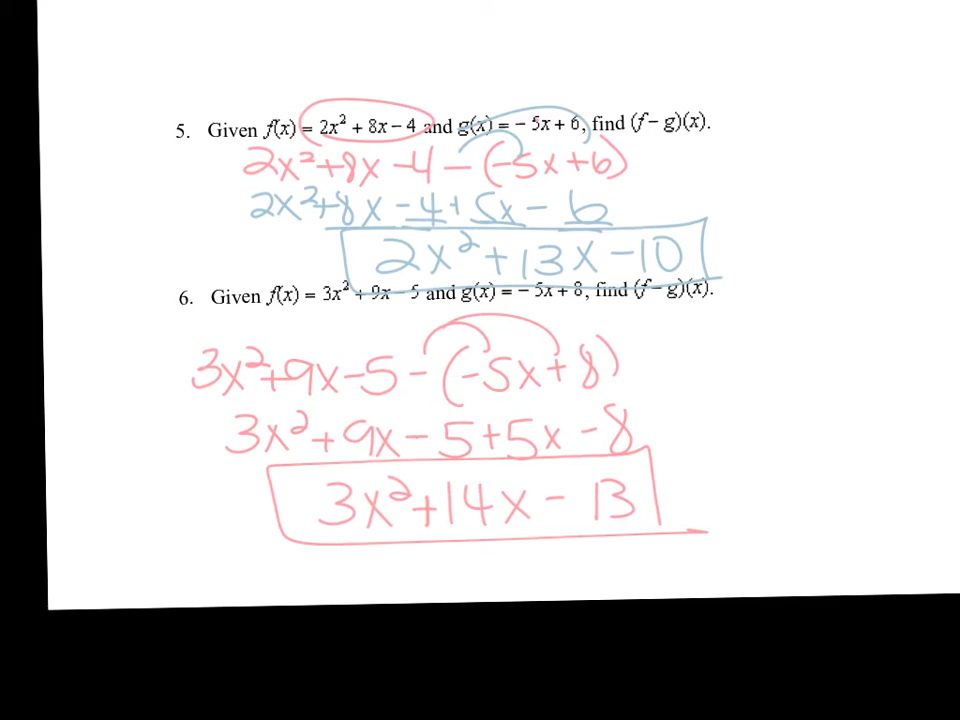 5. Given f(x) = 2x² + 8x – 4 and g(x) = – 5x + 6, find (f – g)(x).
2x²+8x -4 - (-5x+6)
2x²+8x -4+5x-6
2x²+13x-10
6. Given f(x) = 3x² + 9x – 5 and g(x) = – 5x + 8, find (f – g)(x).
3x²+9x-5-(-5x+8)
3x²+9x-5+5x-8
3x²+14x-13